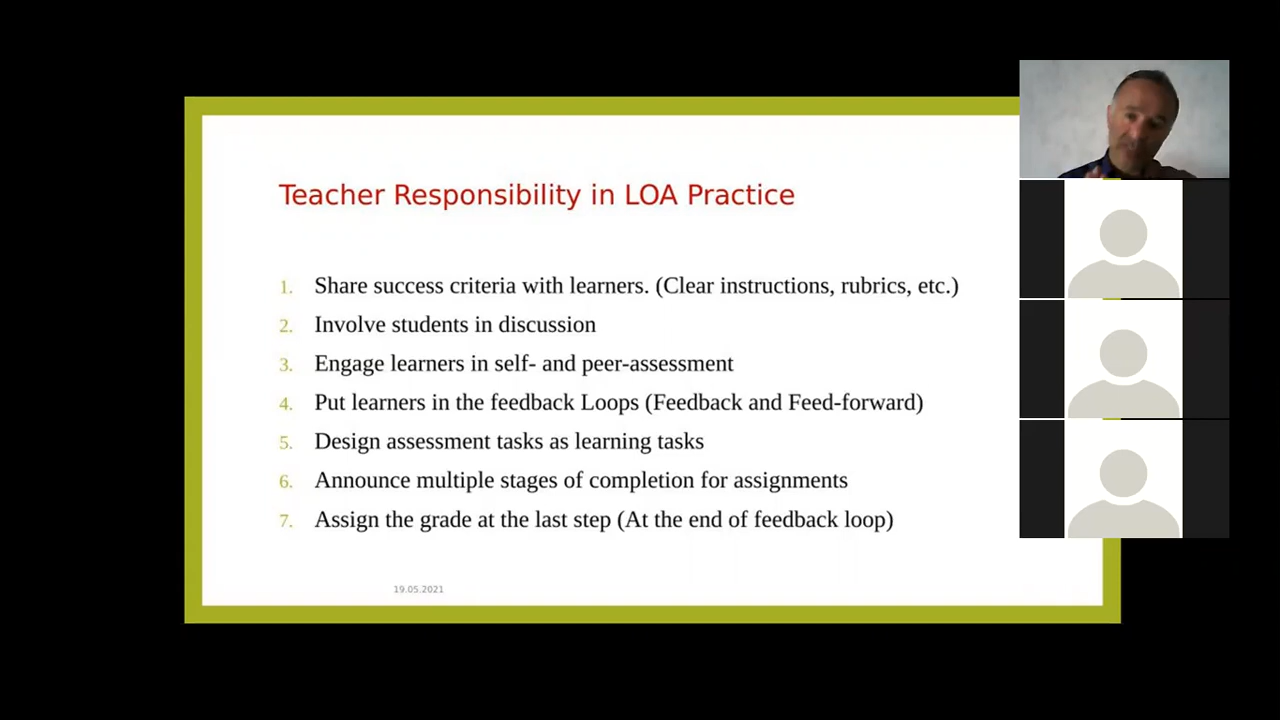 Teacher Responsibility in LOA Practice
1. Share success criteria with learners. (Clear instructions, rubrics, etc.)
2. Involve students in discussion
3. Engage learners in self- and peer-assessment
4. Put learners in the feedback Loops (Feedback and Feed-forward)
5. Design assessment tasks as learning tasks
6. Announce multiple stages of completion for assignments
7. Assign the grade at the last step (At the end of feedback loop)
19.05.2021